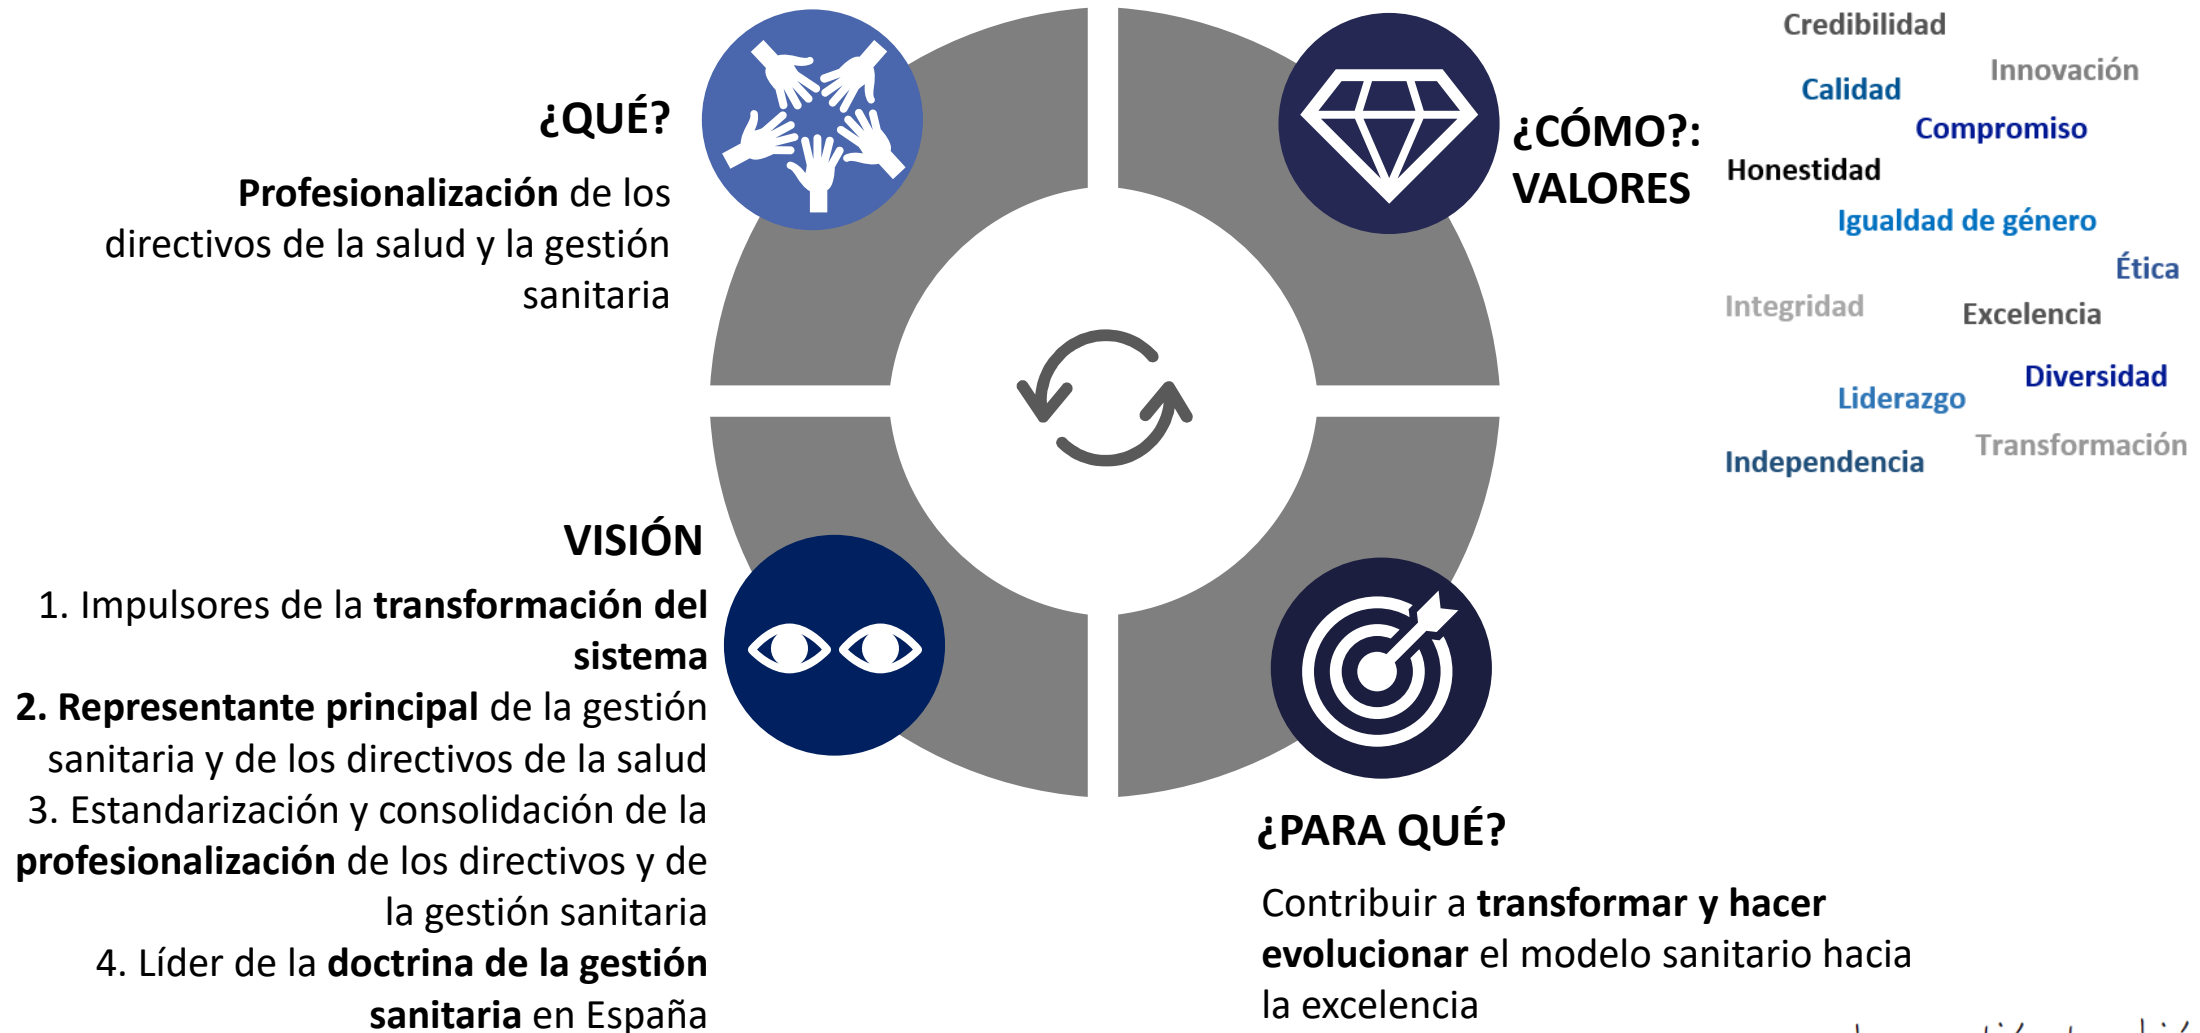 ¿QUÉ?
Profesionalización de los
directivos de la salud y la gestión
sanitaria
¿CÓMO?:
VALORES
Credibilidad
Innovación
Calidad
Compromiso
Honestidad
Igualdad de género
Ética
Integridad
Excelencia
Diversidad
Liderazgo
Transformación
Independencia
VISIÓN
1. Impulsores de la transformación del
sistema
2. Representante principal de la gestión
sanitaria y de los directivos de la salud
3. Estandarización y consolidación de la
profesionalización de los directivos y de
la gestión sanitaria
4. Líder de la doctrina de la gestión
sanitaria en España
¿PARA QUÉ?
Contribuir a transformar y hacer
evolucionar el modelo sanitario hacia
la excelencia